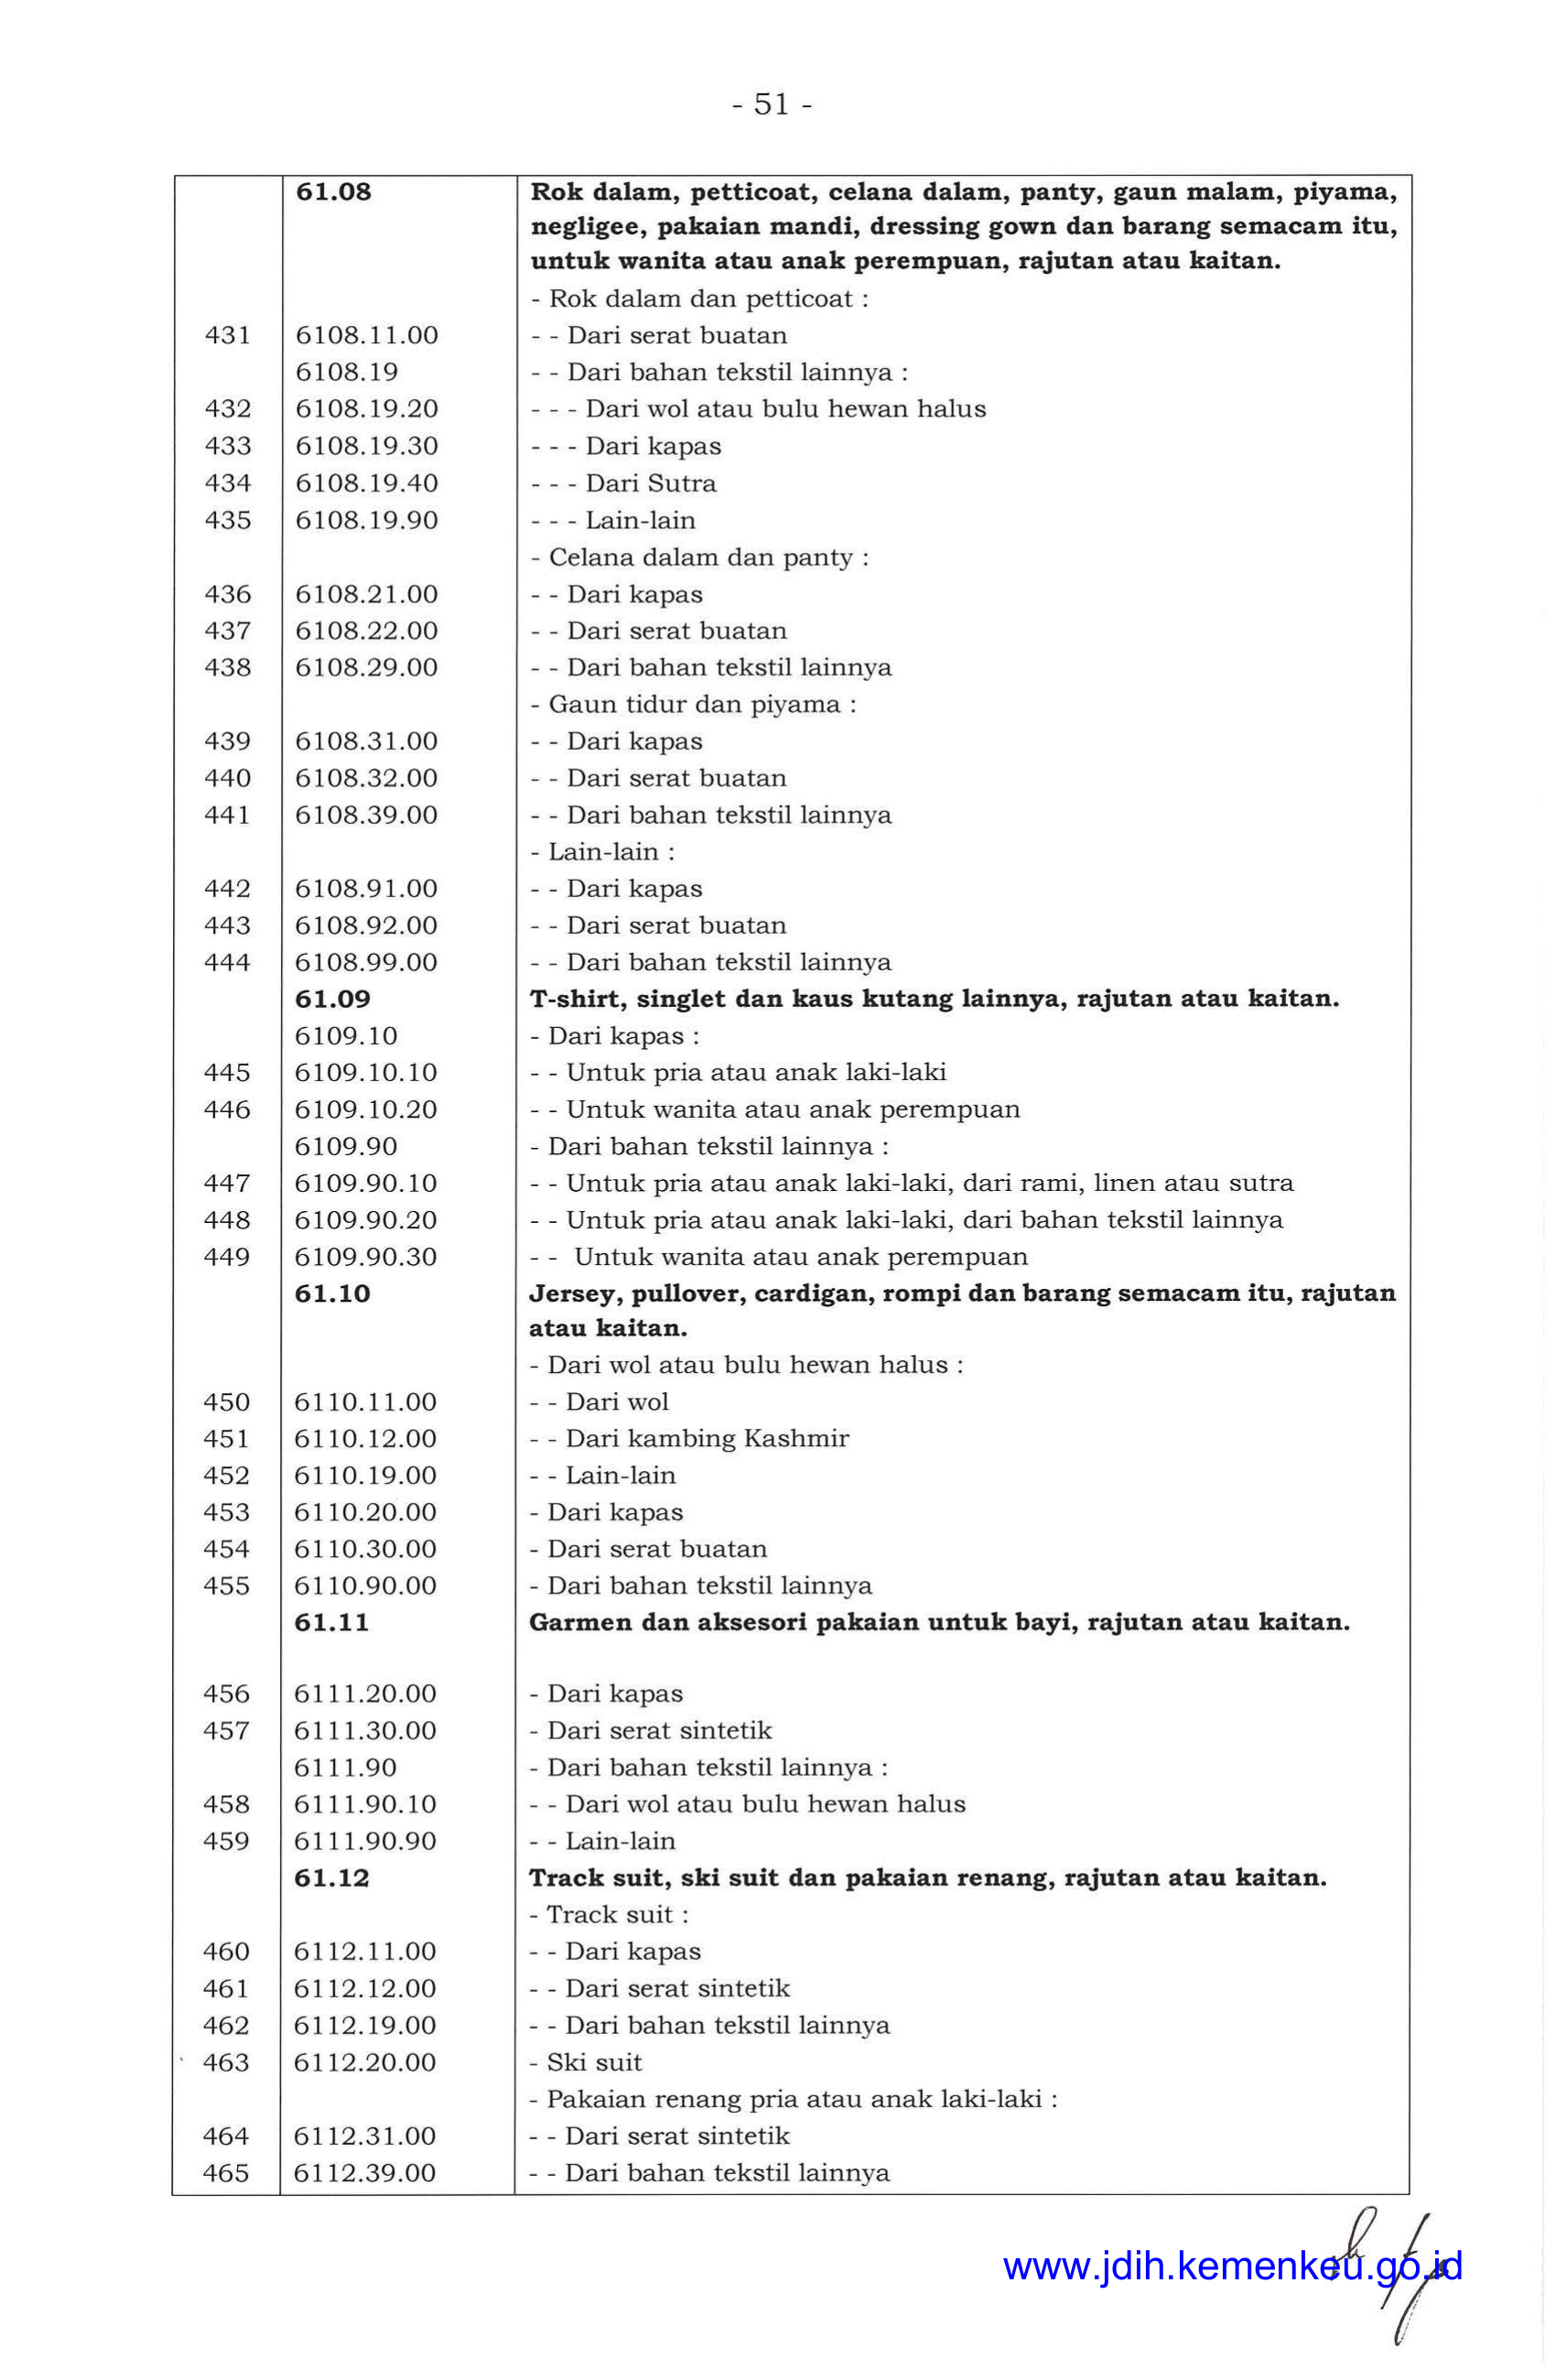 - 51 -
61.08 Rok dalam, petticoat, celana dalam, panty, gaun malam, piyama,
negligee, pakaian mandi, dressing gown dan barang semacam itu,
untuk wanita atau anak perempuan, rajutan atau kaitan.
- Rok dalam dan petticoat :
431 6108.11.00 - - Dari serat buatan
6108.19 - - Dari bahan tekstil lainnya :
432 6108.19.20 - - - Dari wol atau bulu hewan halus
433 6108.19.30 - - - Dari kapas
434 6108.19.40 - - - Dari Sutra
435 6108.19.90 - - - Lain-lain
- Celana dalam dan panty :
436 6108.21.00 - - Dari kapas
437 6108.22.00 - - Dari serat buatan
438 6108.29.00 - - Dari bahan tekstil lainnya
- Gaun tidur dan piyama :
439 6108.31.00 - - Dari kapas
440 6108.32.00 - - Dari serat buatan
441 6108.39.00 - - Dari bahan tekstil lainnya
- Lain-lain :
442 6108.91.00 - - Dari kapas
443 6108.92.00 - - Dari serat buatan
444 6108.99.00 - - Dari bahan tekstil lainnya
61.09 T-shirt, singlet dan kaus kutang lainnya, rajutan atau kaitan.
6109.10 - Dari kapas :
445 6109.10.10 - - Untuk pria atau anak laki-laki
446 6109.10.20 - - Untuk wanita atau anak perempuan
6109.90 - Dari bahan tekstil lainnya :
447 6109.90.10 - - Untuk pria atau anak laki-laki, dari rami, linen atau sutra
448 6109.90.20 - - Untuk pria atau anak laki-laki, dari bahan tekstil lainnya
449 6109.90.30 - - Untuk wanita atau anak perempuan
61.10 Jersey, pullover, cardigan, rompi dan barang semacam itu, rajutan
atau kaitan.
- Dari wol atau bulu hewan halus :
450 6110.11.00 - - Dari wol
451 6110.12.00 - - Dari kambing Kashmir
452 6110.19.00 - - Lain-lain
453 6110.20.00 - Dari kapas
454 6110.30.00 - Dari serat buatan
455 6110.90.00 - Dari bahan tekstil lainnya
61.11 Garmen dan aksesori pakaian untuk bayi, rajutan atau kaitan.
456 6111.20.00 - Dari kapas
457 6111.30.00 - Dari serat sintetik
6111.90 - Dari bahan tekstil lainnya :
458 6111.90.10 - - Dari wol atau bulu hewan halus
459 6111.90.90 - - Lain-lain
61.12 Track suit, ski suit dan pakaian renang, rajutan atau kaitan.
- Track suit :
460 6112.11.00 - - Dari kapas
461 6112.12.00 - - Dari serat sintetik
462 6112.19.00 - - Dari bahan tekstil lainnya
463 6112.20.00 - Ski suit
- Pakaian renang pria atau anak laki-laki :
464 6112.31.00 - - Dari serat sintetik
465 6112.39.00 - - Dari bahan tekstil lainnya
www.jdih.kemenkeu.go.id